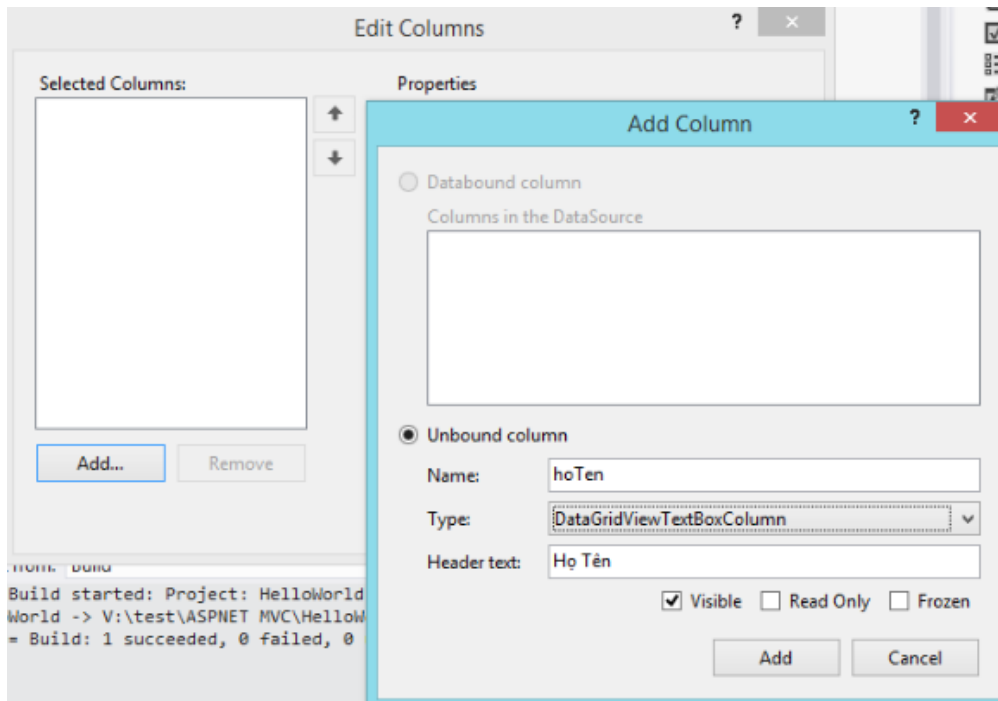 Edit Columns
?
Selected Columns:
Properties
Add Column
?
Databound column
Columns in the DataSource
Unbound column
Name:
hoTen
Type:
DataGridViewTextBoxColumn
Header text:
Họ Tên
Visible
Read Only
Frozen
Add
Cancel
Add...
Remove
Build
Build started: Project: HelloWorld
World -> V:\test\ASPNET MVC\HelloW
= Build: 1 succeeded, 0 failed, 0